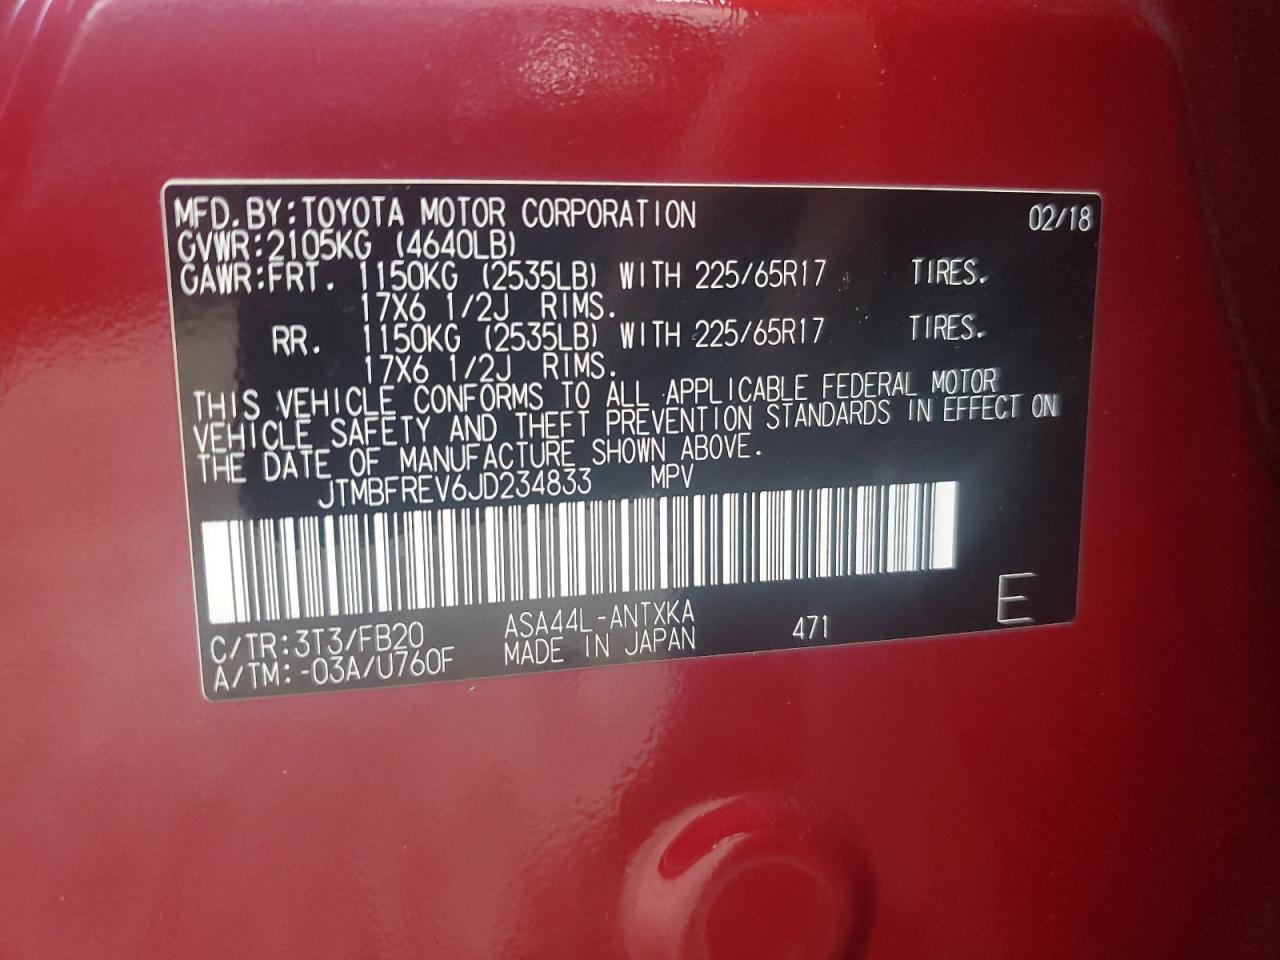 MFD.BY:TOYOTA MOTOR CORPORATION 02/18
GVWR:2105KG (4640LB)
GAWR:FRT. 1150KG (2535LB) WITH 225/65R17 TIRES.
17X6 1/2J RIMS.
RR. 1150KG (2535LB) WITH 225/65R17 TIRES.
17X6 1/2J RIMS.
THIS VEHICLE CONFORMS TO ALL APPLICABLE FEDERAL MOTOR
VEHICLE SAFETY AND THEFT PREVENTION STANDARDS IN EFFECT ON
THE DATE OF MANUFACTURE SHOWN ABOVE.
JTMBFREV6JD234833 MPV
C/TR:3T3/FB20 ASA44L-ANTXKA 471 E
A/TM:-03A/U760F MADE IN JAPAN